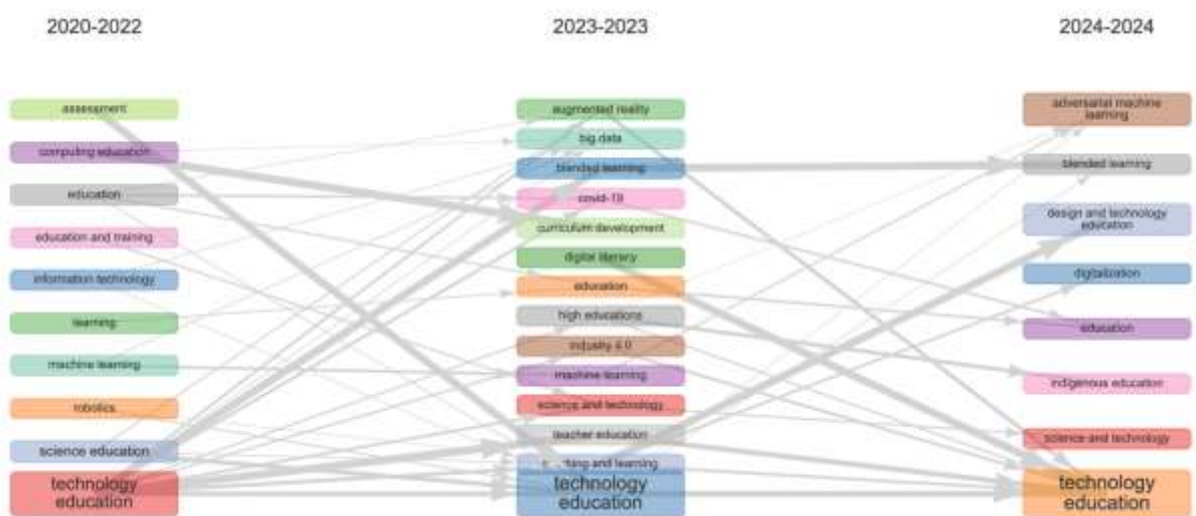 2020-2022
2023-2023
2024-2024
assessment
computing education
education
education and training
information technology
learning
machine learning
robotics
science education
technology
education
augmented reality
big data
blended learning
covid-19
curriculum development
digital literacy
education
high educations
industry 4.0
machine learning
science and technology
teacher education
and learning
technology
education
adversarial machine
learning
blended learning
design and technology
education
digitalization
education
indigenous education
science and technology
technology
education